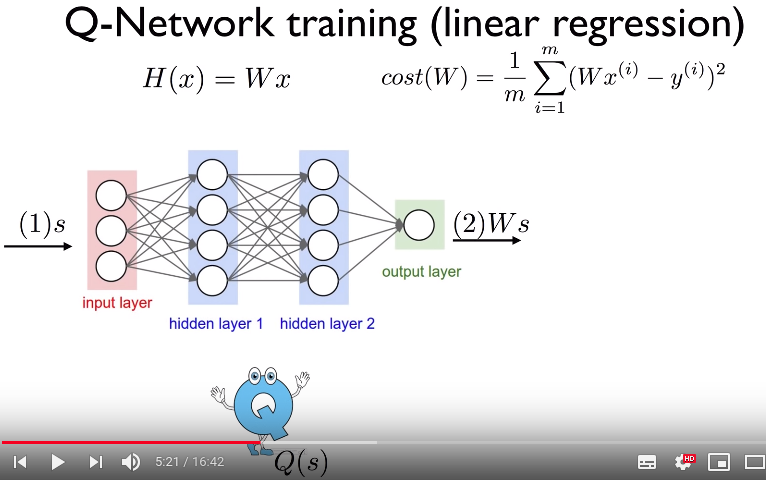 Q-Network training (linear regression)
H(x) = Wx
cost(W) = \frac{1}{m} \sum_{i=1}^{m} (Wx^{(i)} − y^{(i)})^2
(1)s
(2)Ws
output layer
input layer
hidden layer 1 hidden layer 2
Q
5:21 / 16:42
Q(s)
HD